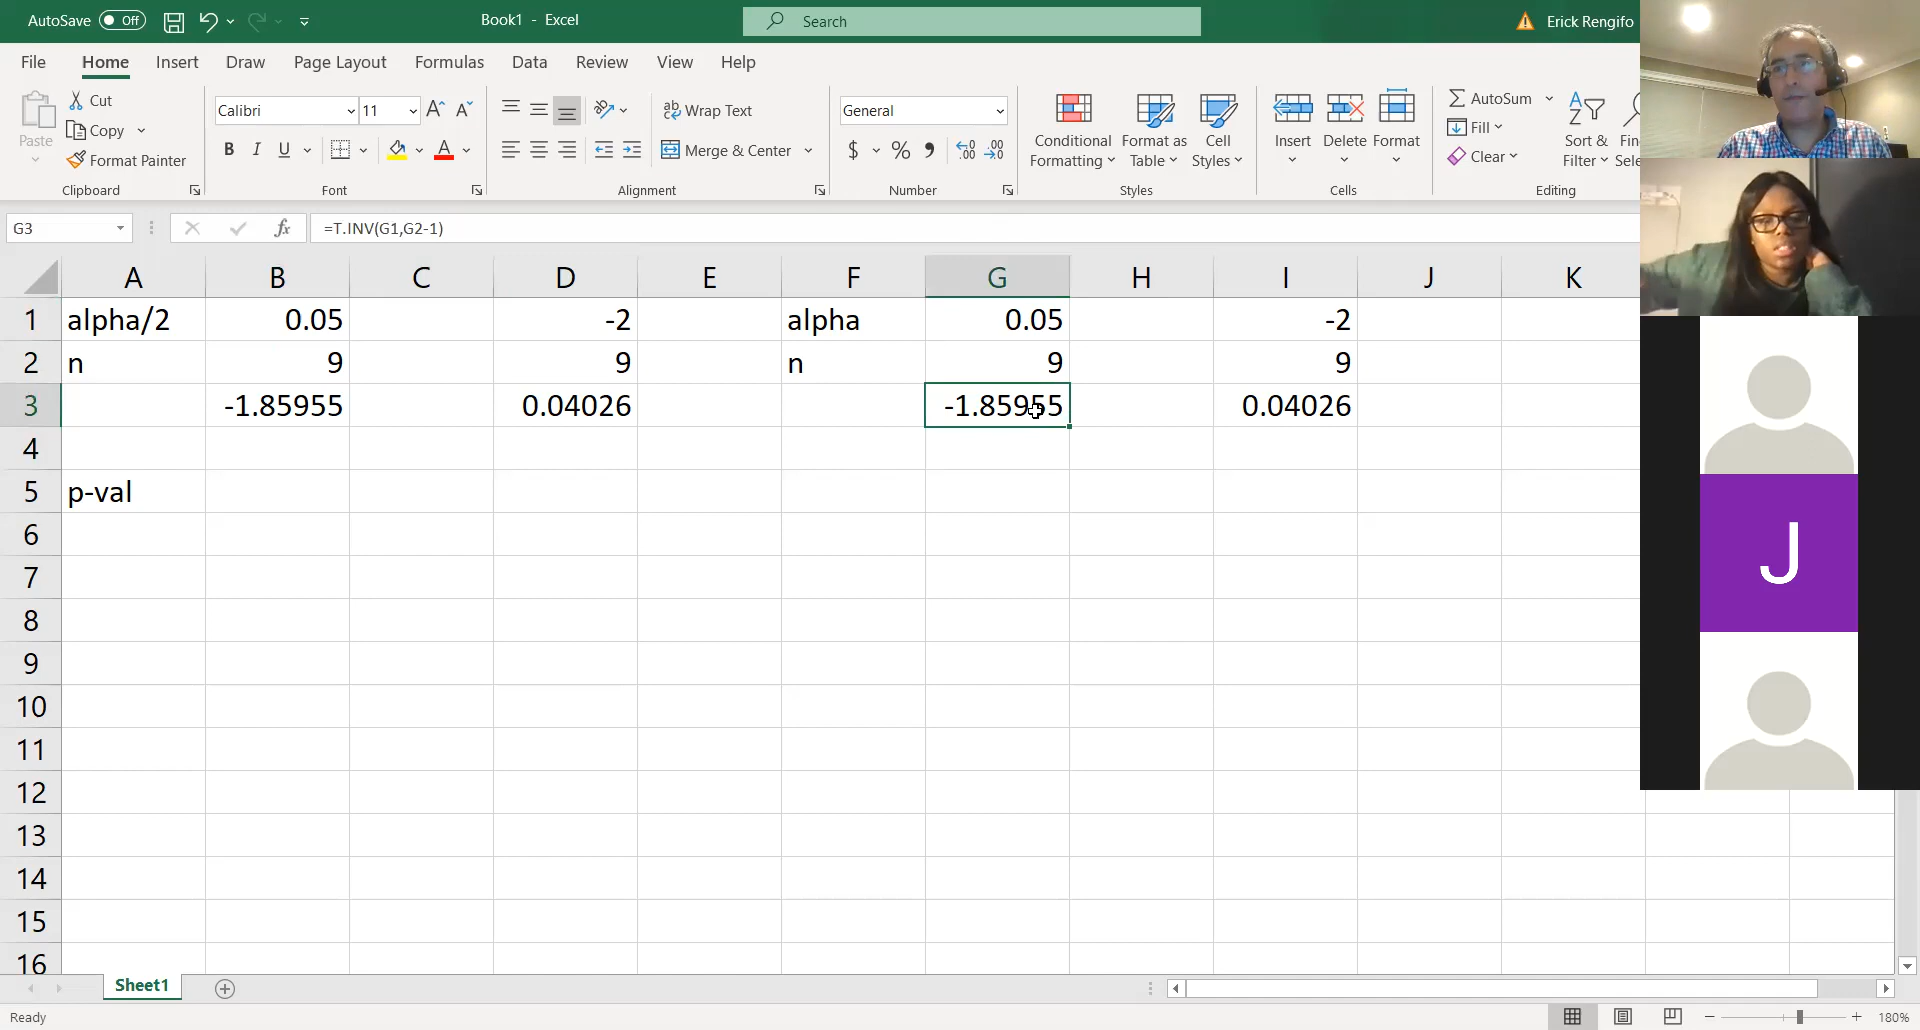 AutoSave Off Book1 - Excel Search Erick Rengifo
File Home Insert Draw Page Layout Formulas Data Review View Help
Paste Cut Copy Format Painter Clipboard
Calibri 11 A A B I U A Font
ab Wrap Text Merge & Center Alignment
General $ % 9 .00 .00 Number
Conditional Formatting Format as Table Cell Styles Styles
Insert Delete Format Cells
AutoSum Fill Clear Sort & Filter Editing
G3 fx =T.INV(G1,G2-1)
A B C D E F G H I J K
1 alpha/2 0.05 -2 alpha 0.05 -2
2 n 9 9 n 9 9
3 -1.85955 0.04026 -1.85955 0.04026
4
5 p-val
6
7
8
9
10
11
12
13
14
15
16
J
Sheet1
Ready 180%